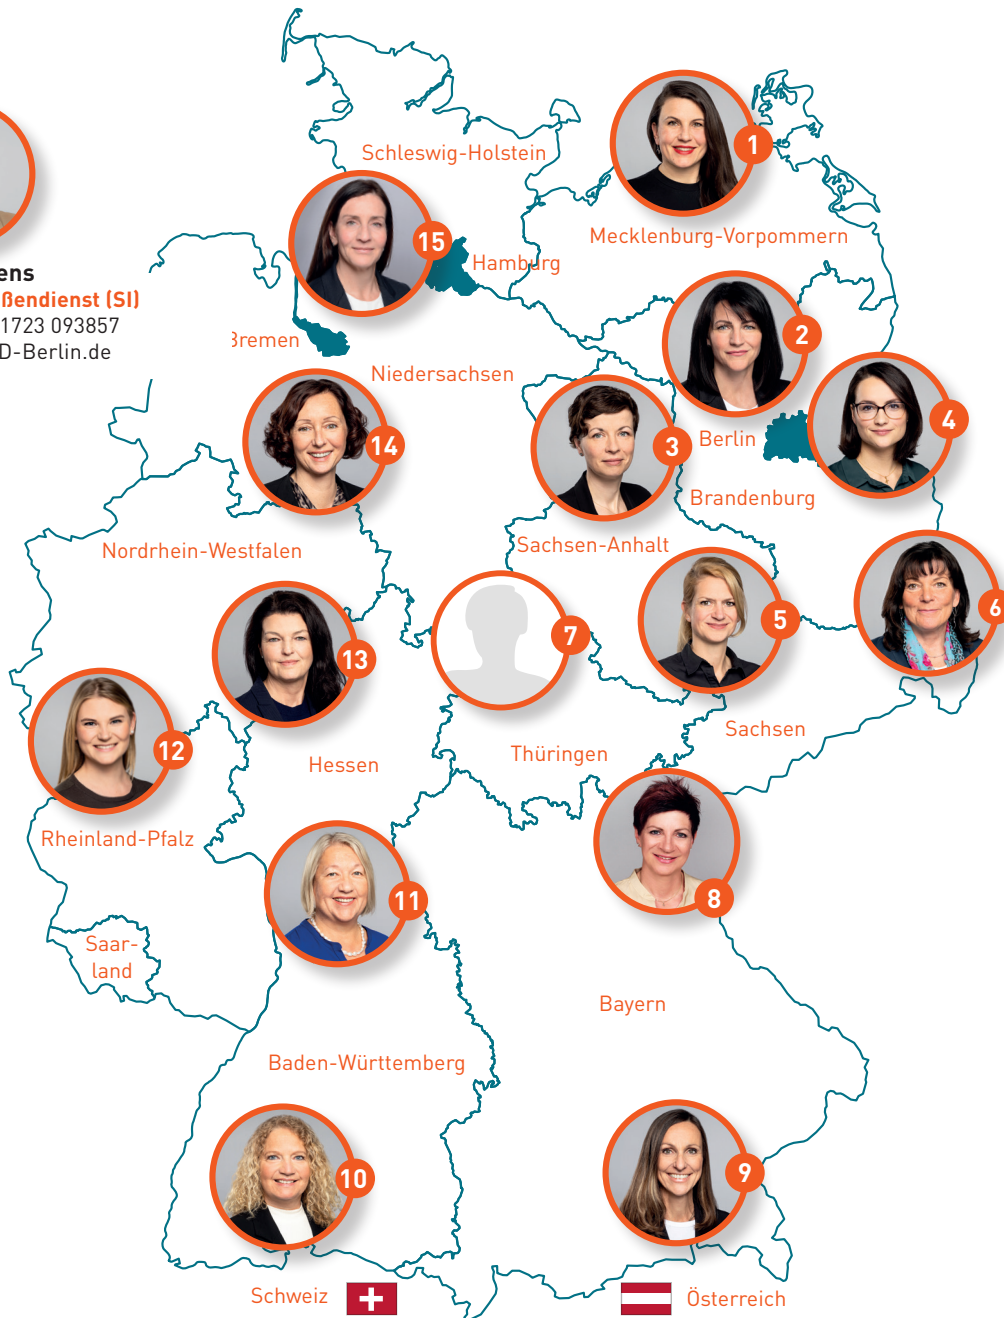 1
Schleswig-Holstein
Mecklenburg-Vorpommern
15
Hamburg
ens
ßendienst (SI)
1723 093857
D-Berlin.de
2
Bremen
Niedersachsen
4
14
3
Berlin
Brandenburg
Nordrhein-Westfalen
Sachsen-Anhalt
5
6
7
13
12
Sachsen
Thüringen
Hessen
Rheinland-Pfalz
8
11
Saar-
land
Bayern
Baden-Württemberg
10
9
Schweiz
Österreich